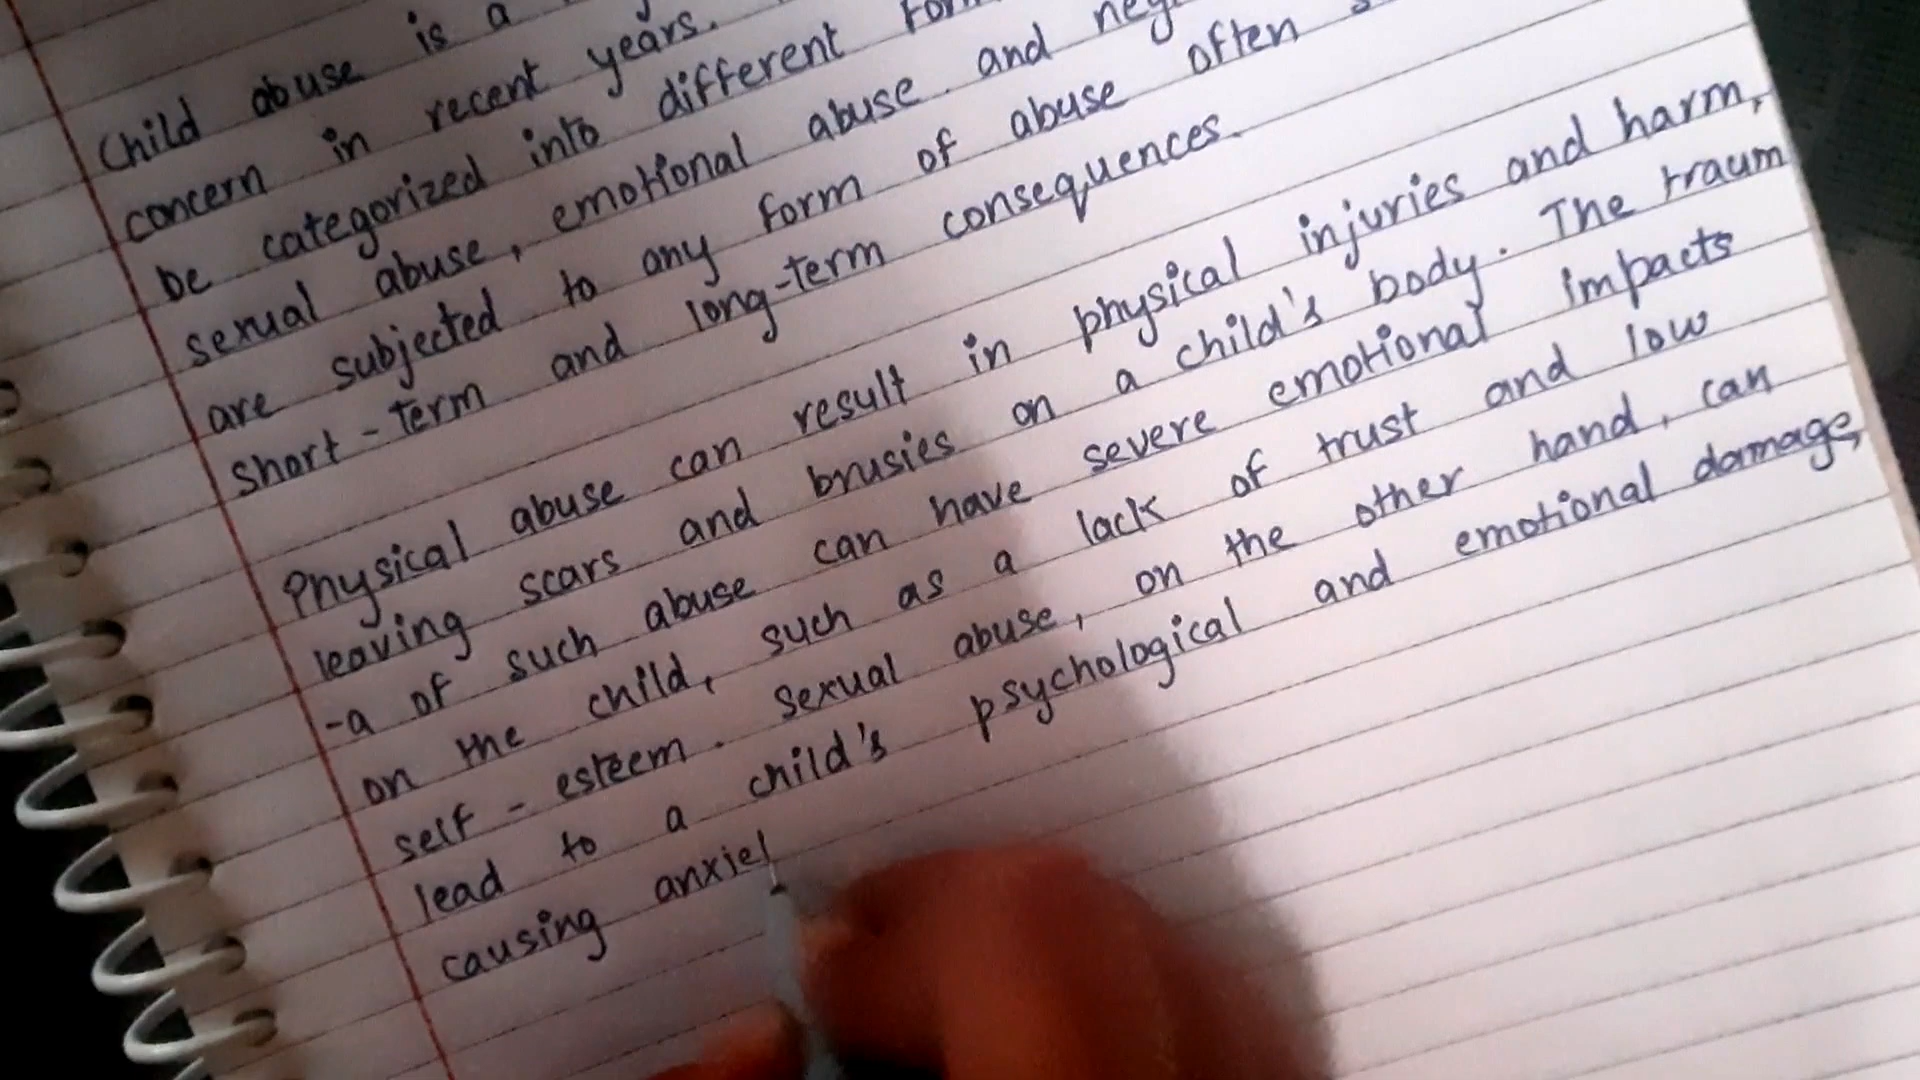 Child abuse is a
concern in recent years.
be categorized into different
sexual abuse, emotional abuse and
are subjected to any form of abuse often
short-term and long-term consequences.
Physical abuse can result in physical injuries and harm,
leaving scars and brusies on a child's body. The traum
-a of such abuse can have severe emotional impacts
on the child, such as a lack of trust and low
self-esteem. sexual abuse, on the other hand, can
lead to a child's psychological and emotional damage,
causing anxiet